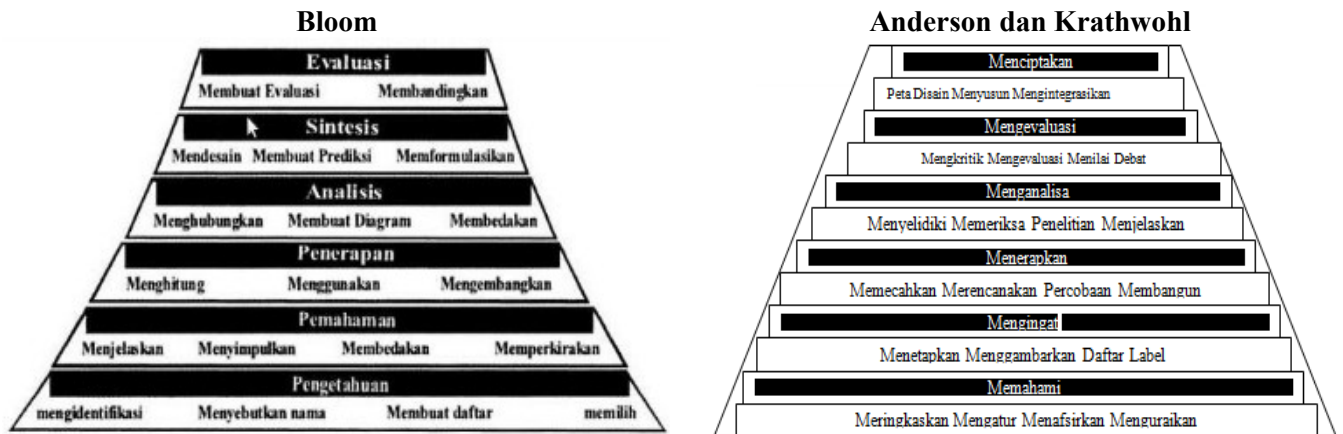 Bloom
Evaluasi
Membuat Evaluasi Membandingkan
Sintesis
Mendesain Membuat Prediksi Memformulasikan
Analisis
Menghubungkan Membuat Diagram Membedakan
Penerapan
Menghitung Menggunakan Mengembangkan
Pemahaman
Menjelaskan Menyimpulkan Membedakan Memperkirakan
Pengetahuan
mengidentifikasi Menyebutkan nama Membuat daftar memilih
Anderson dan Krathwohl
Menciptakan
Peta Disain Menyusun Mengintegrasikan
Mengevaluasi
Mengkritik Mengevaluasi Menilai Debat
Menganalisa
Menyelidiki Memeriksa Penelitian Menjelaskan
Menerapkan
Memecahkan Merencanakan Percobaan Membangun
Mengingat
Menetapkan Menggambarkan Daftar Label
Memahami
Meringkaskan Mengatur Menafsirkan Menguraikan